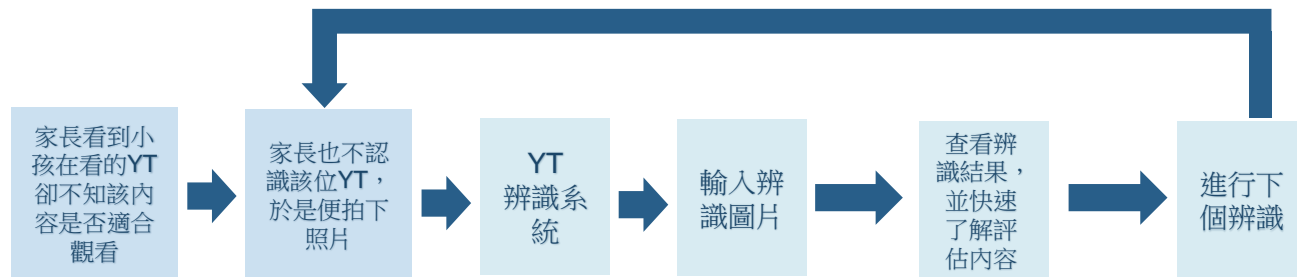 家長看到小
孩在看的YT
卻不知該內
容是否適合
觀看
家長也不認
識該位YT，
於是便拍下
照片
YT
辨識系
統
輸入辨
識圖片
查看辨
識結果，
並快速
了解評
估內容
進行下
個辨識